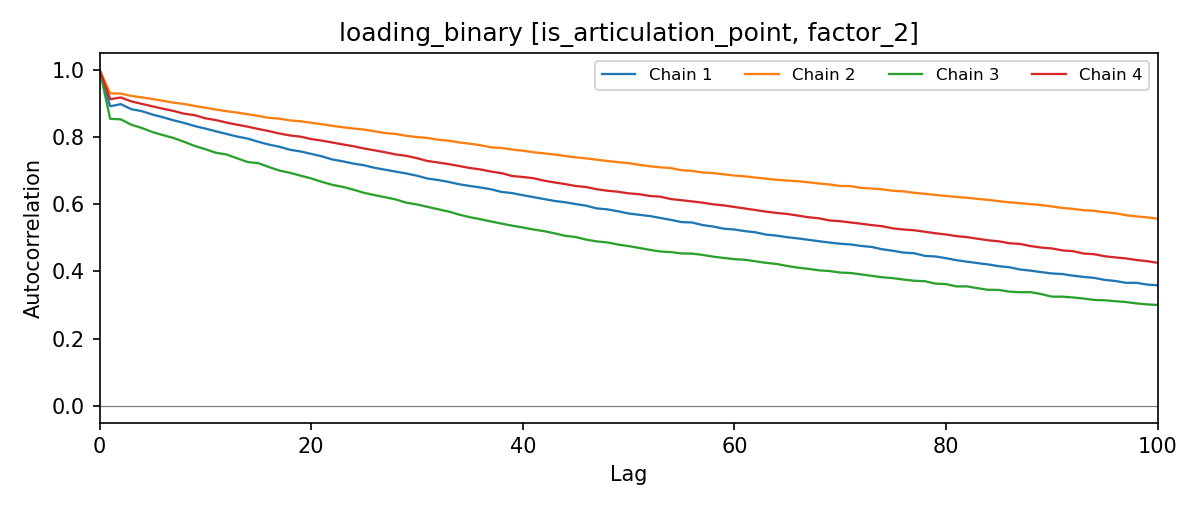 loading_binary [is_articulation_point, factor_2]
Chain 1 Chain 2 Chain 3 Chain 4
1.0
0.8
0.6
0.4
0.2
0.0
Autocorrelation
0 20 40 60 80 100
Lag